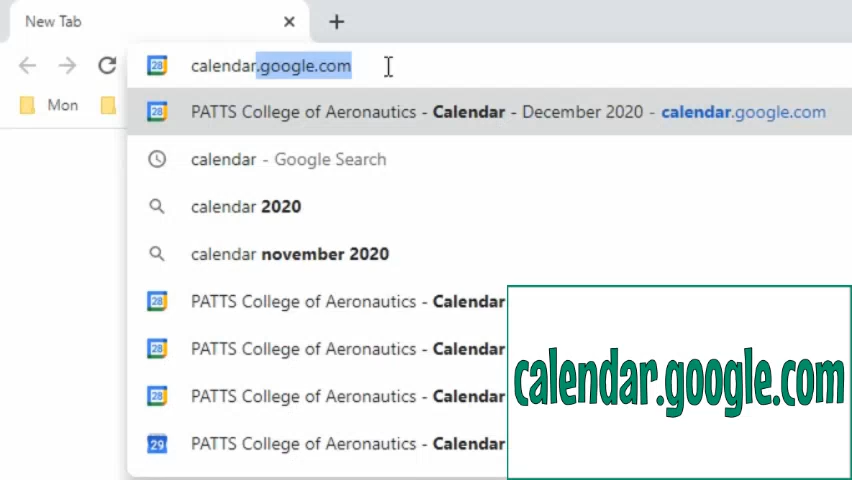 New Tab
calendar.google.com
Mon
PATTS College of Aeronautics - Calendar - December 2020 - calendar.google.com
calendar - Google Search
calendar 2020
calendar november 2020
PATTS College of Aeronautics - Calendar
PATTS College of Aeronautics - Calendar
PATTS College of Aeronautics - Calendar
PATTS College of Aeronautics - Calendar
calendar.google.com